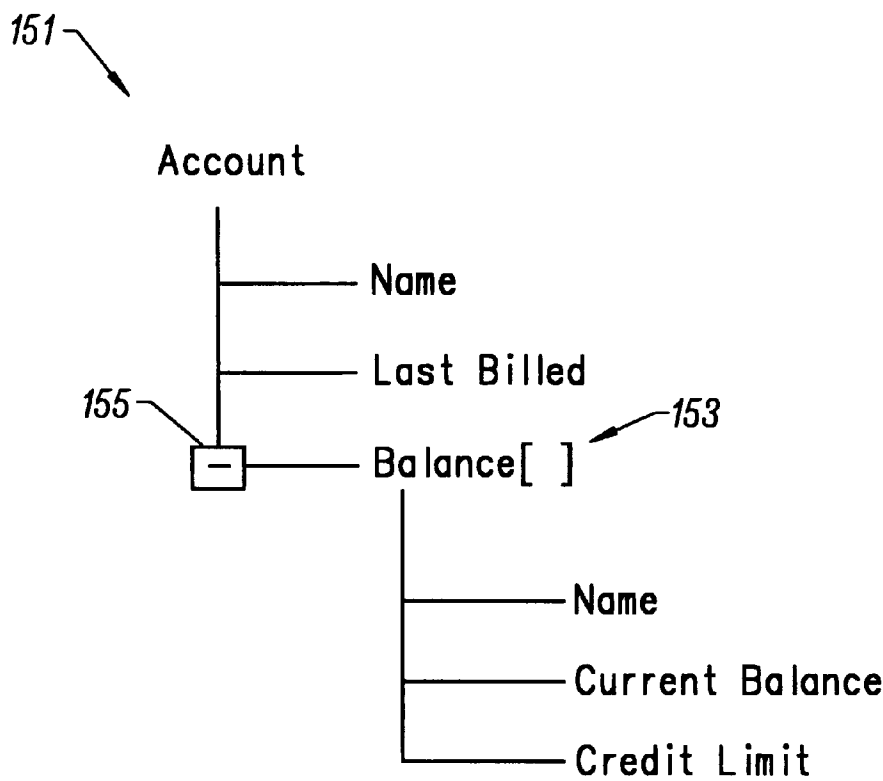 151
Account
Name
Last Billed
155
Balance[ ]
153
Name
Current Balance
Credit Limit